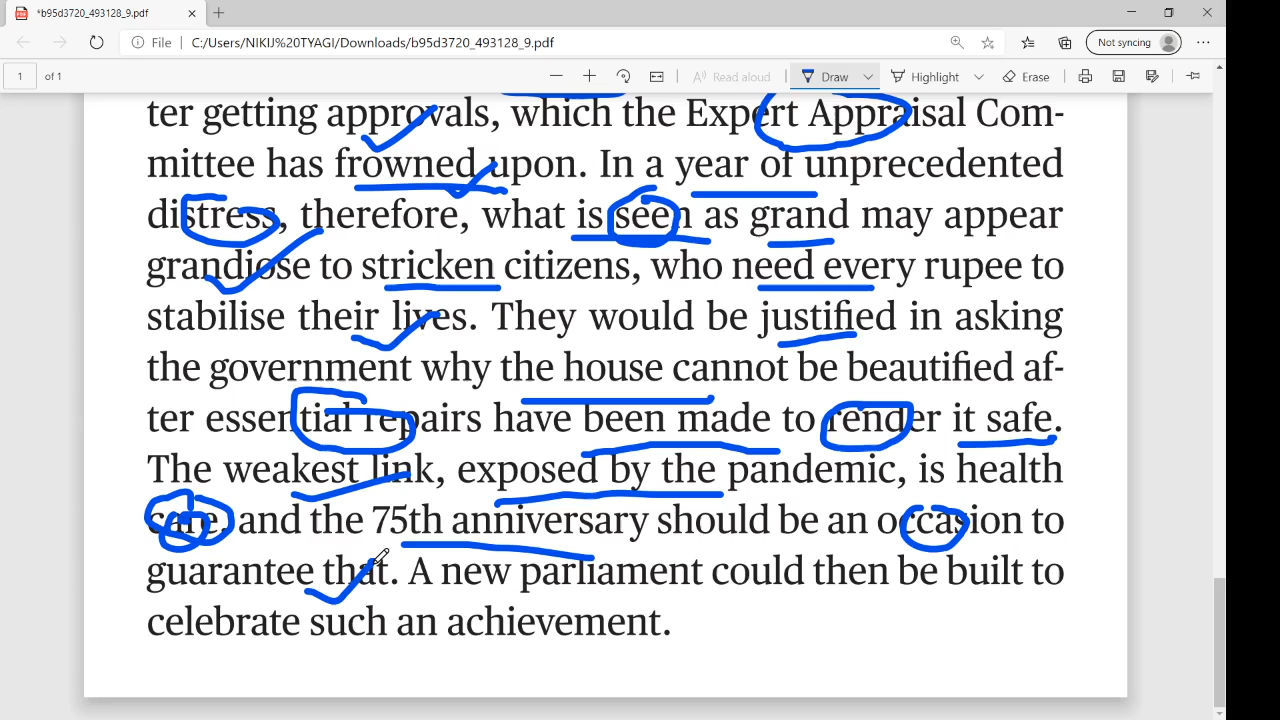 *b95d3720_493128_9.pdf
File C:/Users/NIKIJ%20TYAGI/Downloads/b95d3720_493128_9.pdf Not syncing
1 of 1 Read aloud Draw Highlight Erase
ter getting approvals, which the Expert Appraisal Com-
mittee has frowned upon. In a year of unprecedented
distress, therefore, what is seen as grand may appear
grandiose to stricken citizens, who need every rupee to
stabilise their lives. They would be justified in asking
the government why the house cannot be beautified af-
ter essential repairs have been made to render it safe.
The weakest link, exposed by the pandemic, is health
care, and the 75th anniversary should be an occasion to
guarantee that. A new parliament could then be built to
celebrate such an achievement.